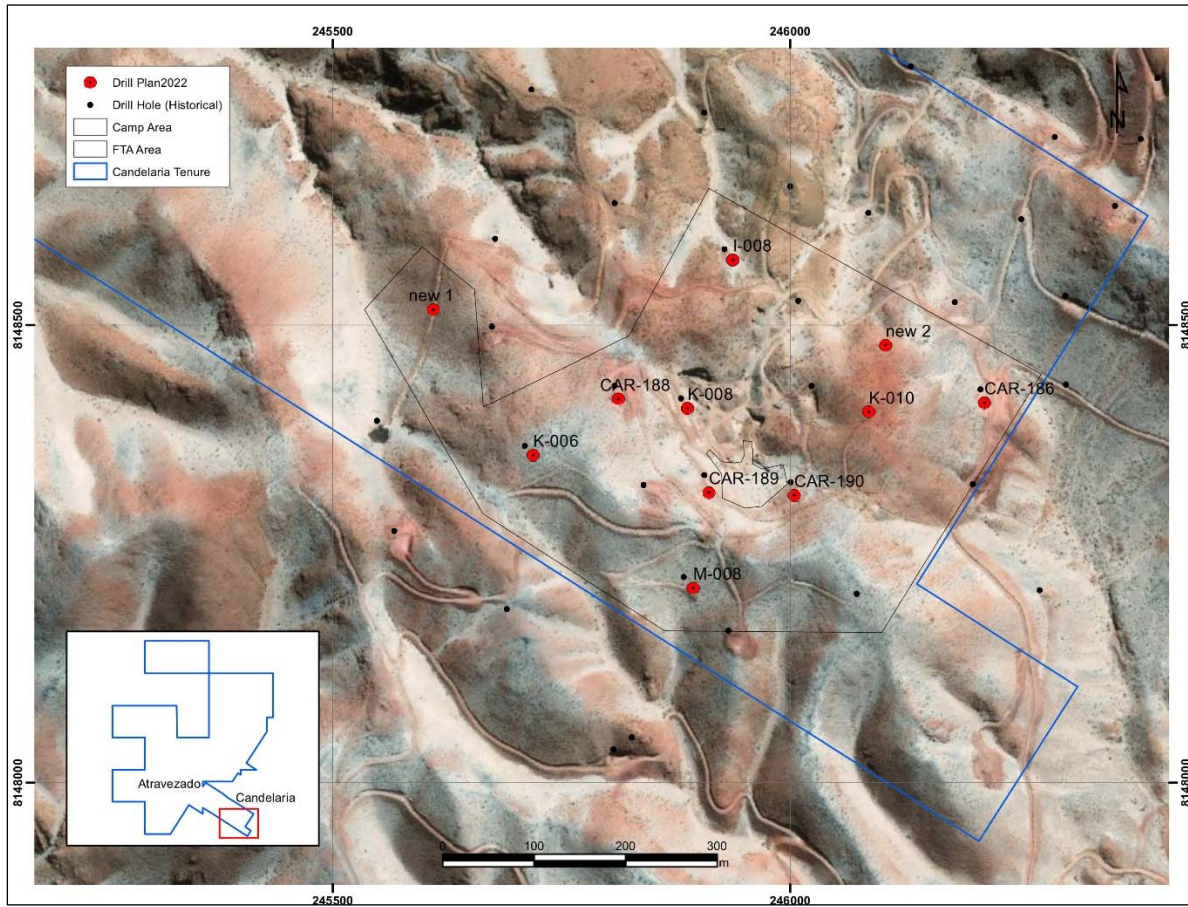 245500
246000
Drill Plan2022
Drill Hole (Historical)
Camp Area
FTA Area
Candelaria Tenure
N
I-008
new 1
8148500
8148500
new 2
CAR-188
K-008
CAR-186
K-010
K-006
CAR-189
CAR-190
M-008
Atravezado
Candelaria
8148000
8148000
0 100 200 300
m
245500
246000